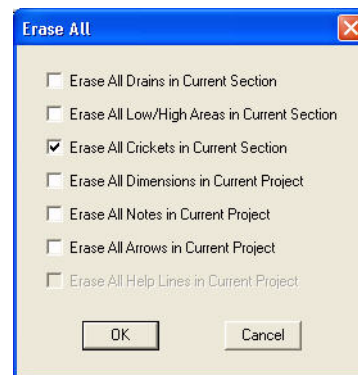 Erase All
Erase All Drains in Current Section
Erase All Low/High Areas in Current Section
Erase All Crickets in Current Section
Erase All Dimensions in Current Project
Erase All Notes in Current Project
Erase All Arrows in Current Project
Erase All Help Lines in Current Project
OK Cancel